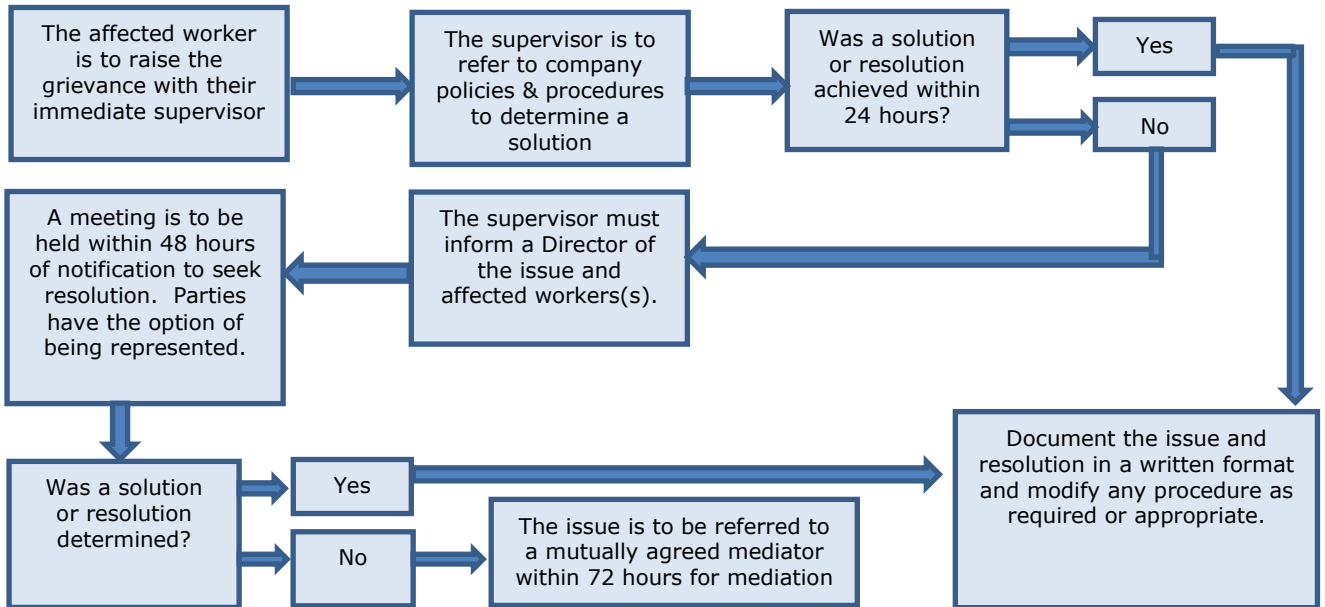 The affected worker
is to raise the
grievance with their
immediate supervisor
The supervisor is to
refer to company
policies & procedures
to determine a
solution
Was a solution
or resolution
achieved within
24 hours?
Yes
No
The supervisor must
inform a Director of
the issue and
affected workers(s).
A meeting is to be
held within 48 hours
of notification to seek
resolution. Parties
have the option of
being represented.
Was a solution
or resolution
determined?
Yes
No
The issue is to be referred to
a mutually agreed mediator
within 72 hours for mediation
Document the issue and
resolution in a written format
and modify any procedure as
required or appropriate.